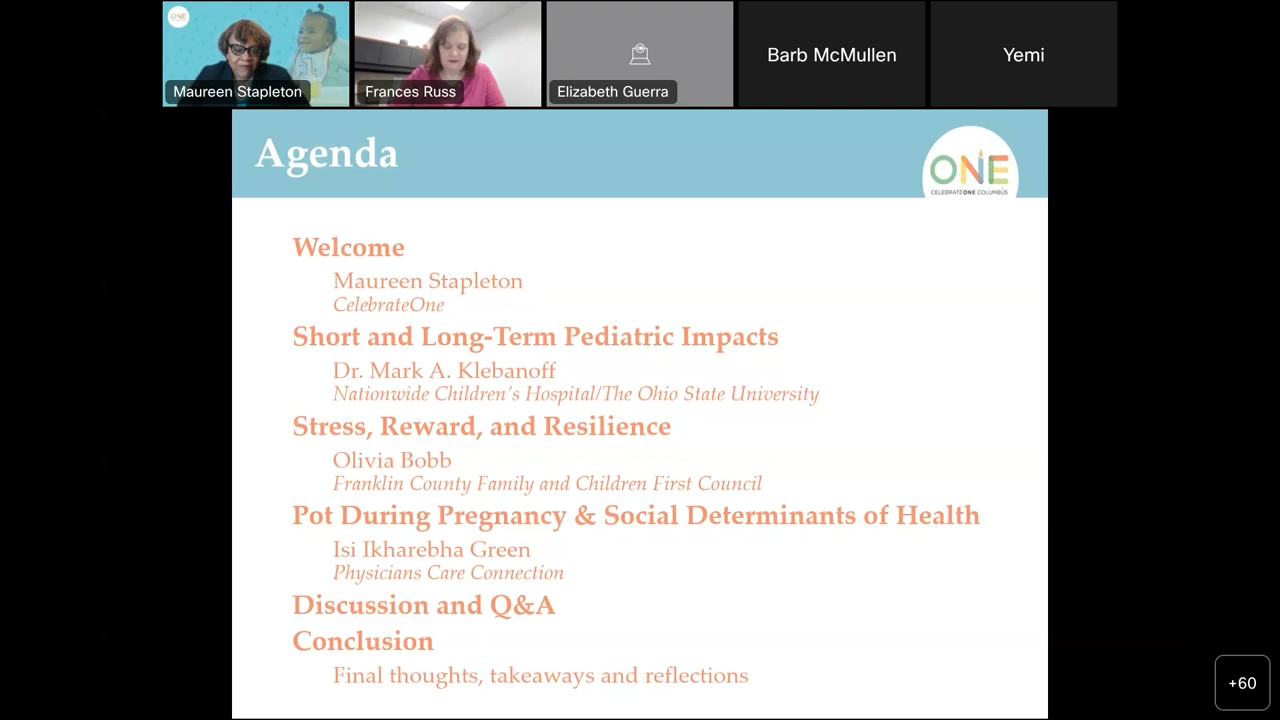 ONE
Maureen Stapleton
Frances Russ
Elizabeth Guerra
Barb McMullen
Yemi
Agenda
ONE
CELEBRATEONE COLUMBUS
Welcome
Maureen Stapleton
CelebrateOne
Short and Long-Term Pediatric Impacts
Dr. Mark A. Klebanoff
Nationwide Children's Hospital/The Ohio State University
Stress, Reward, and Resilience
Olivia Bobb
Franklin County Family and Children First Council
Pot During Pregnancy & Social Determinants of Health
Isi Ikharebha Green
Physicians Care Connection
Discussion and Q&A
Conclusion
Final thoughts, takeaways and reflections
+60